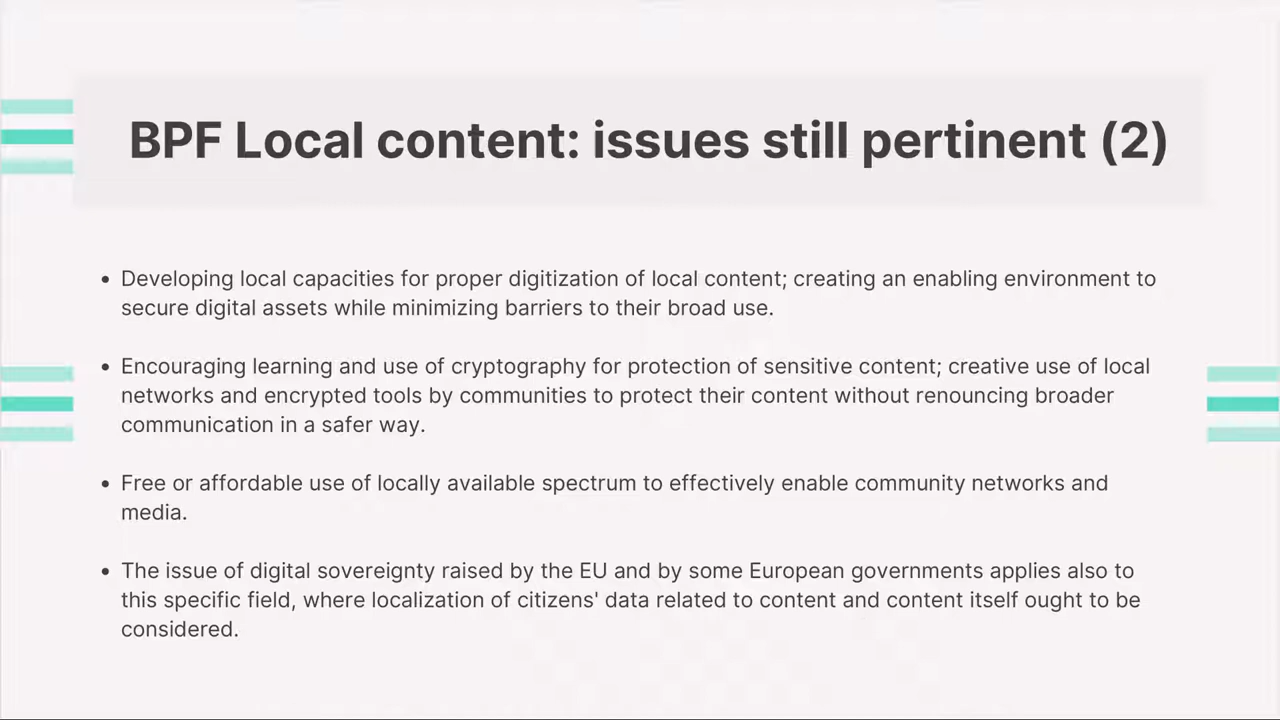 BPF Local content: issues still pertinent (2)
• Developing local capacities for proper digitization of local content; creating an enabling environment to
secure digital assets while minimizing barriers to their broad use.
• Encouraging learning and use of cryptography for protection of sensitive content; creative use of local
networks and encrypted tools by communities to protect their content without renouncing broader
communication in a safer way.
• Free or affordable use of locally available spectrum to effectively enable community networks and
media.
• The issue of digital sovereignty raised by the EU and by some European governments applies also to
this specific field, where localization of citizens' data related to content and content itself ought to be
considered.